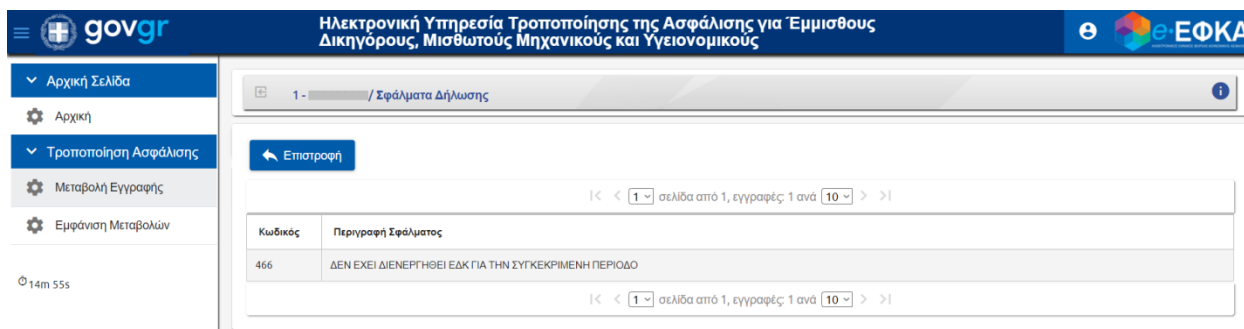 govgr
Ηλεκτρονική Υπηρεσία Τροποποίησης της Ασφάλισης για Έμμισθους
Δικηγόρους, Μισθωτούς Μηχανικούς και Υγειονομικούς
e-ΕΦΚΑ
Αρχική Σελίδα
Αρχική
Τροποποίηση Ασφάλισης
Μεταβολή Εγγραφής
Εμφάνιση Μεταβολών
14m 55s
1 - / Σφάλματα Δήλωσης
Επιστροφή
1 σελίδα από 1, εγγραφές: 1 ανά 10
Κωδικός Περιγραφή Σφάλματος
466 ΔΕΝ ΕΧΕΙ ΔΙΕΝΕΡΓΗΘΕΙ ΕΔΚ ΓΙΑ ΤΗΝ ΣΥΓΚΕΚΡΙΜΕΝΗ ΠΕΡΙΟΔΟ
1 σελίδα από 1, εγγραφές: 1 ανά 10